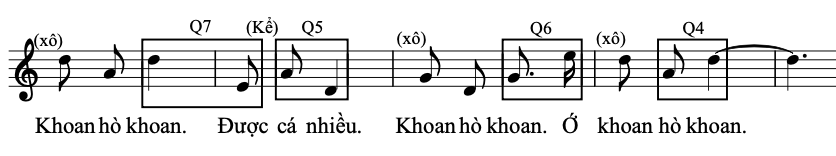 Q7 (Kể) Q5 Q6 Q4
(xô) (xô) (xô)
Khoan hò khoan. Được cá nhiều. Khoan hò khoan. Ớ khoan hò khoan.